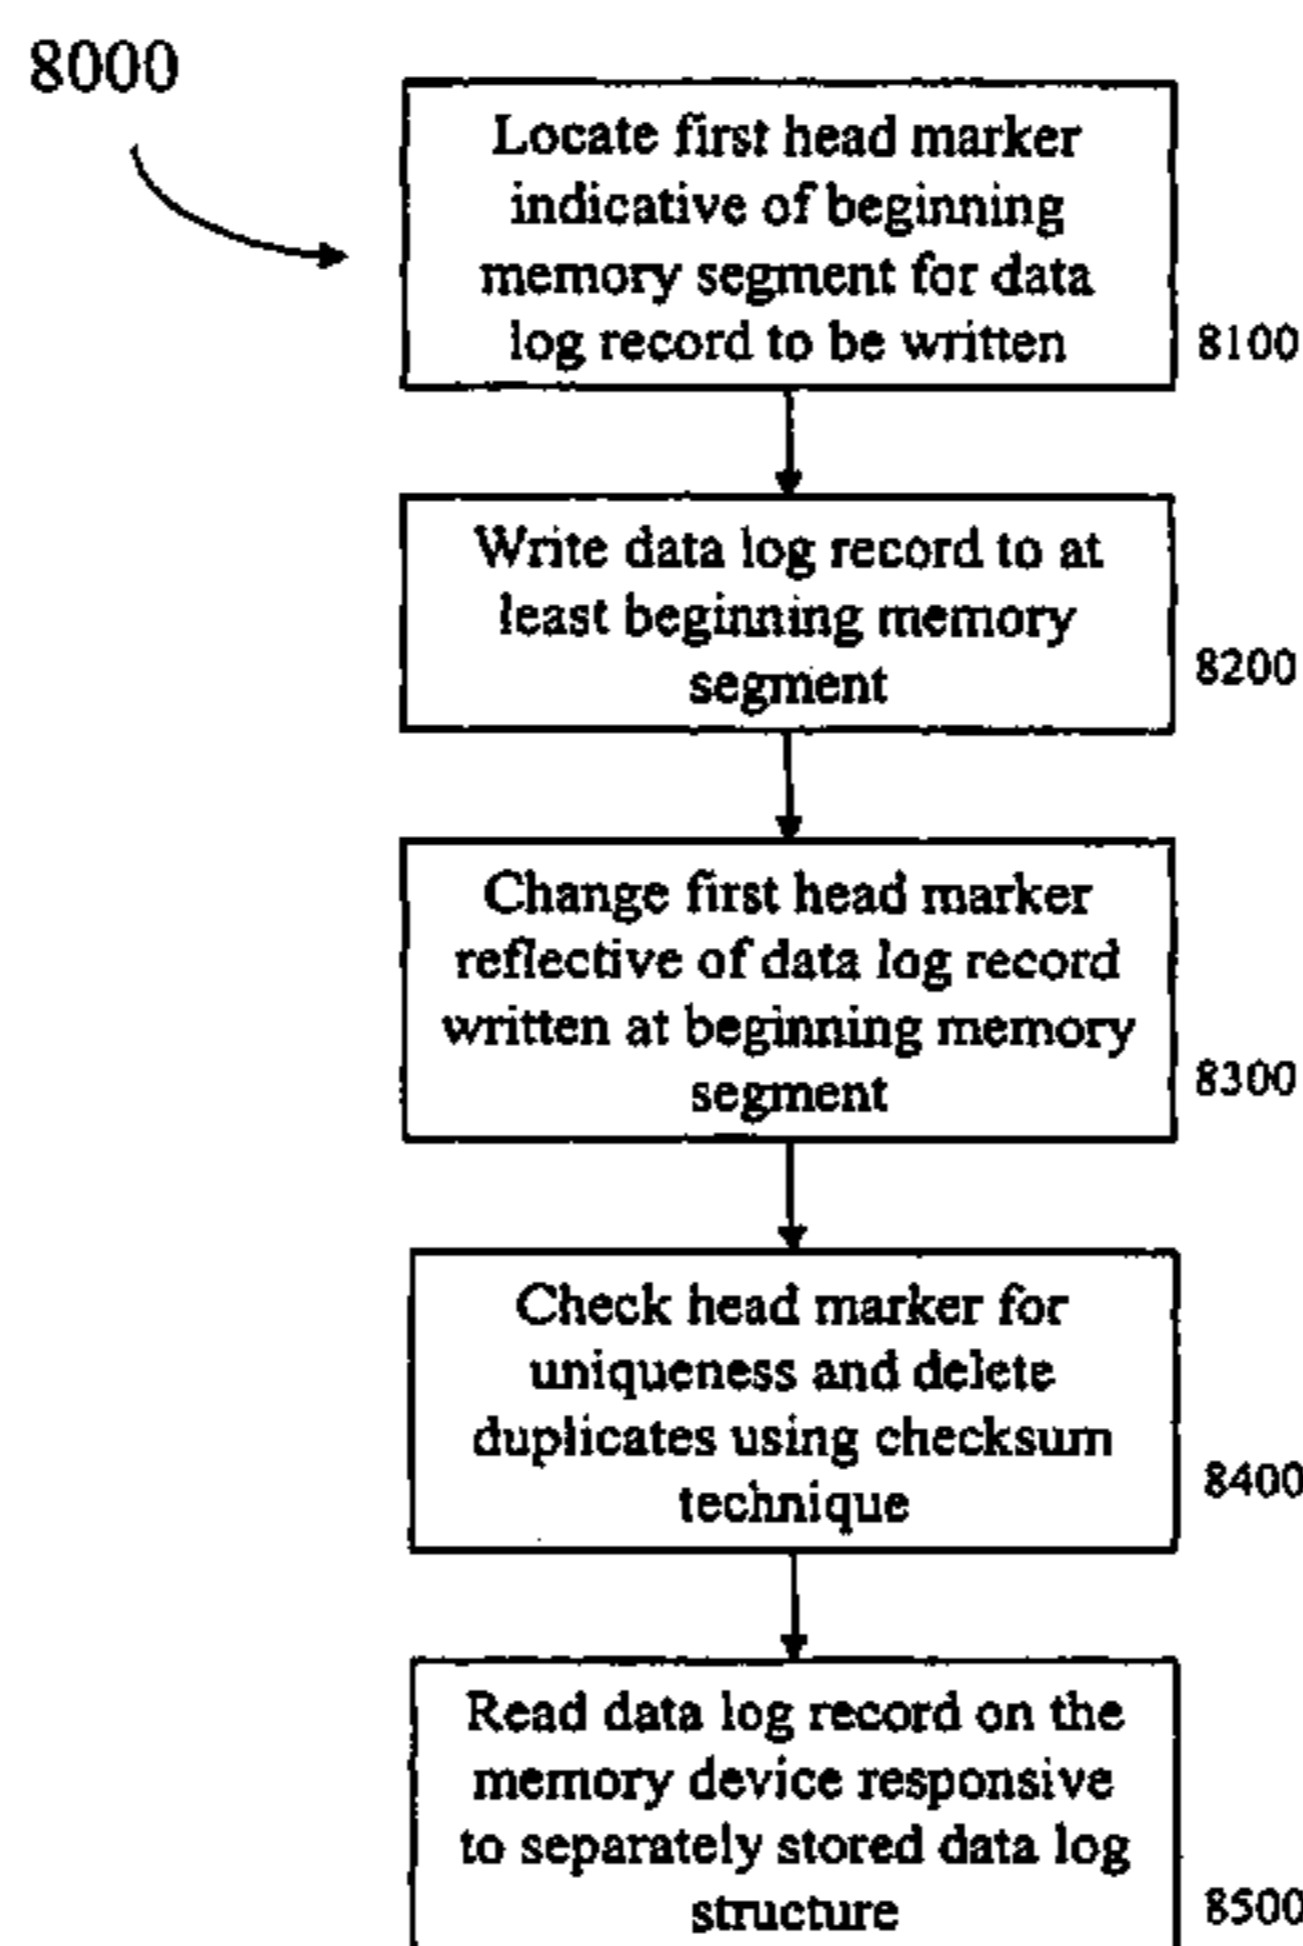 8000
Locate first head marker
indicative of beginning
memory segment for data
log record to be written
8100
Write data log record to at
least beginning memory
segment
8200
Change first head marker
reflective of data log record
written at beginning memory
segment
8300
Check head marker for
uniqueness and delete
duplicates using checksum
technique
8400
Read data log record on the
memory device responsive
to separately stored data log
structure
8500